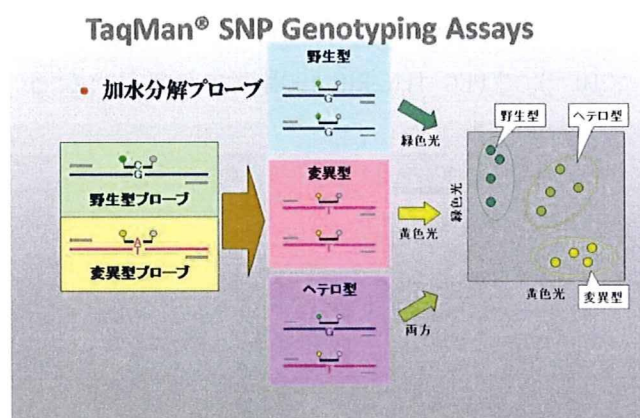 TaqMan® SNP Genotyping Assays
• 加水分解プローブ
C
G
野生型プローブ
A
T
変異型プローブ
野生型
G
G
変異型
T
T
ヘテロ型
G
T
緑色光
黄色光
両方
野生型
ヘテロ型
緑色光
黄色光
変異型